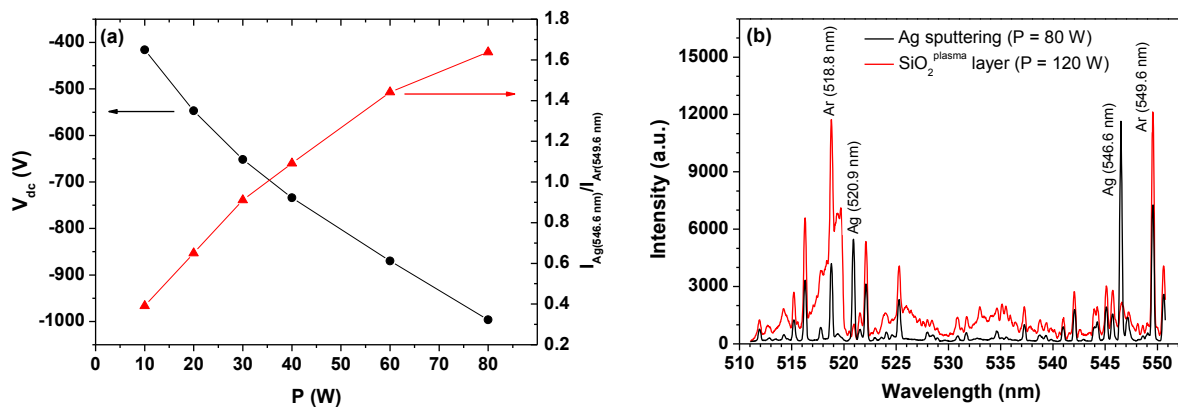 (a)
-400
-500
-600
-700
-800
-900
-1000
V_dc (V)
0 10 20 30 40 50 60 70 80 90
P (W)
1.8
1.6
1.4
1.2
1.0
0.8
0.6
0.4
0.2
I_Ag(546.6 nm)/I_Ar(549.6 nm)
(b)
Ag sputtering (P = 80 W)
SiO₂^plasma layer (P = 120 W)
15000
12000
9000
6000
3000
0
Intensity (a.u.)
Ar (518.8 nm)
Ag (520.9 nm)
Ag (546.6 nm)
Ar (549.6 nm)
510 515 520 525 530 535 540 545 550
Wavelength (nm)